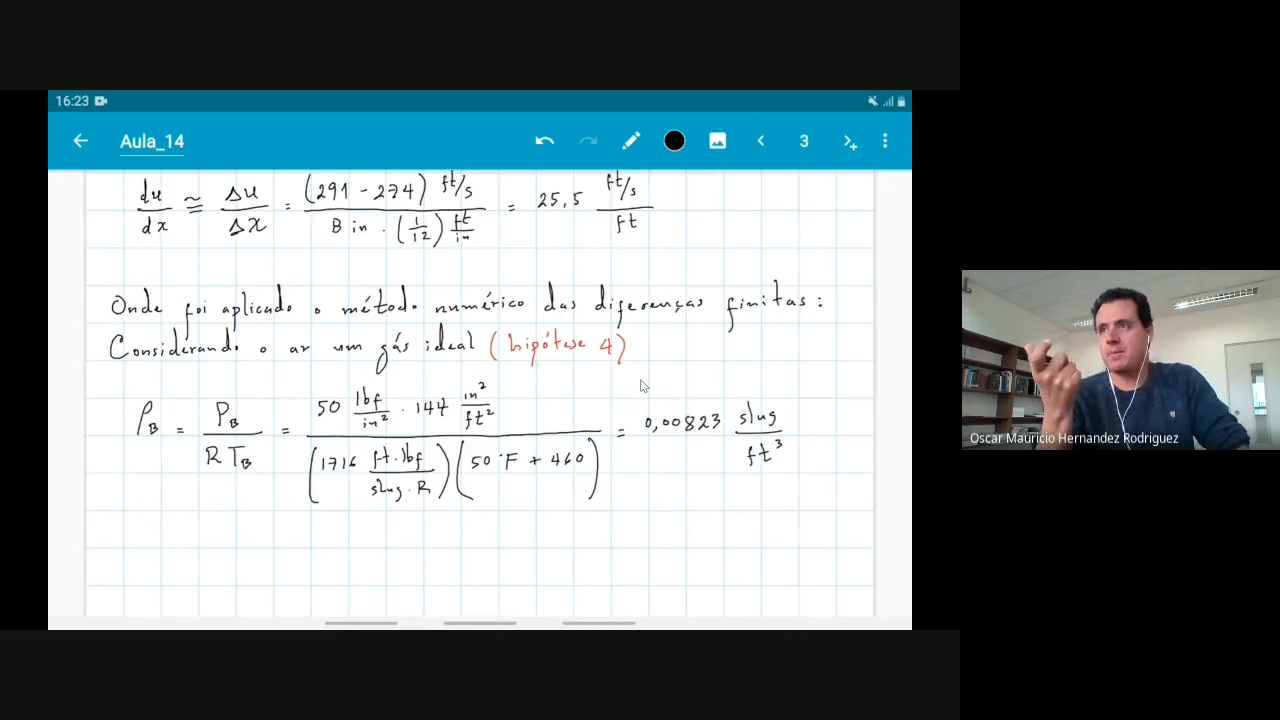 16:23
Aula_14
3
du/dx ≅ Δu/Δx = (291 - 274) ft/s / 8 in . (1/12) ft/in = 25,5 ft/s / ft
Onde foi aplicado o método numérico das diferenças finitas:
Considerando o ar um gás ideal (hipótese 4)
ρB = PB / R TB = 50 lbf/in² . 144 in²/ft² / (1716 ft.lbf / slug.R) (50 °F + 460) = 0,00823 slug / ft³
Oscar Mauricio Hernandez Rodriguez